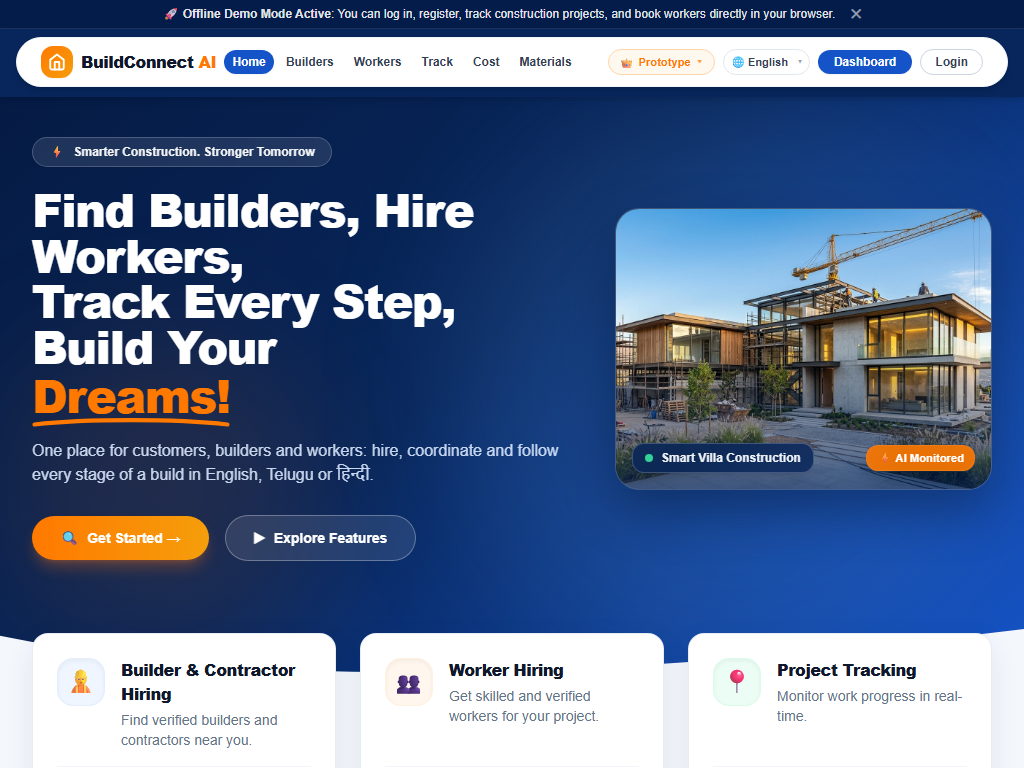 🚀 Offline Demo Mode Active: You can log in, register, track construction projects, and book workers directly in your browser. ✕
BuildConnect AI Home Builders Workers Track Cost Materials Prototype English Dashboard Login
Smarter Construction. Stronger Tomorrow
Find Builders, Hire
Workers,
Track Every Step,
Build Your
Dreams!
One place for customers, builders and workers: hire, coordinate and follow
every stage of a build in English, Telugu or हिन्दी.
Get Started →
▶ Explore Features
Smart Villa Construction
AI Monitored
Builder & Contractor
Hiring
Find verified builders and
contractors near you.
Worker Hiring
Get skilled and verified
workers for your project.
Project Tracking
Monitor work progress in real-
time.